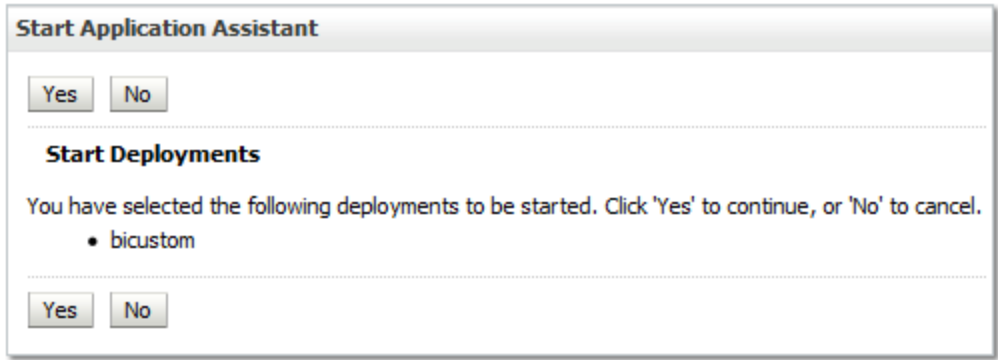 Start Application Assistant
Yes No
Start Deployments
You have selected the following deployments to be started. Click 'Yes' to continue, or 'No' to cancel.
• bicustom
Yes No